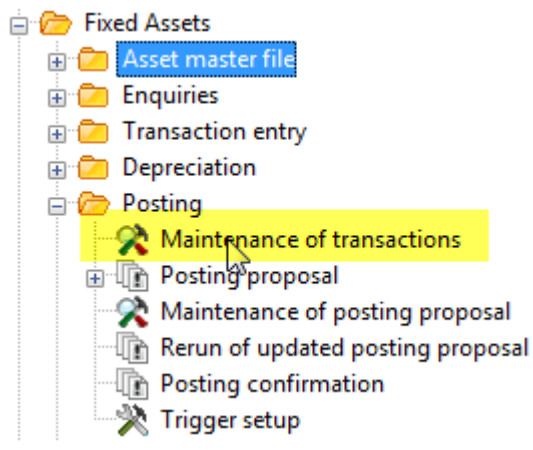 Fixed Assets
Asset master file
Enquiries
Transaction entry
Depreciation
Posting
Maintenance of transactions
Posting proposal
Maintenance of posting proposal
Rerun of updated posting proposal
Posting confirmation
Trigger setup